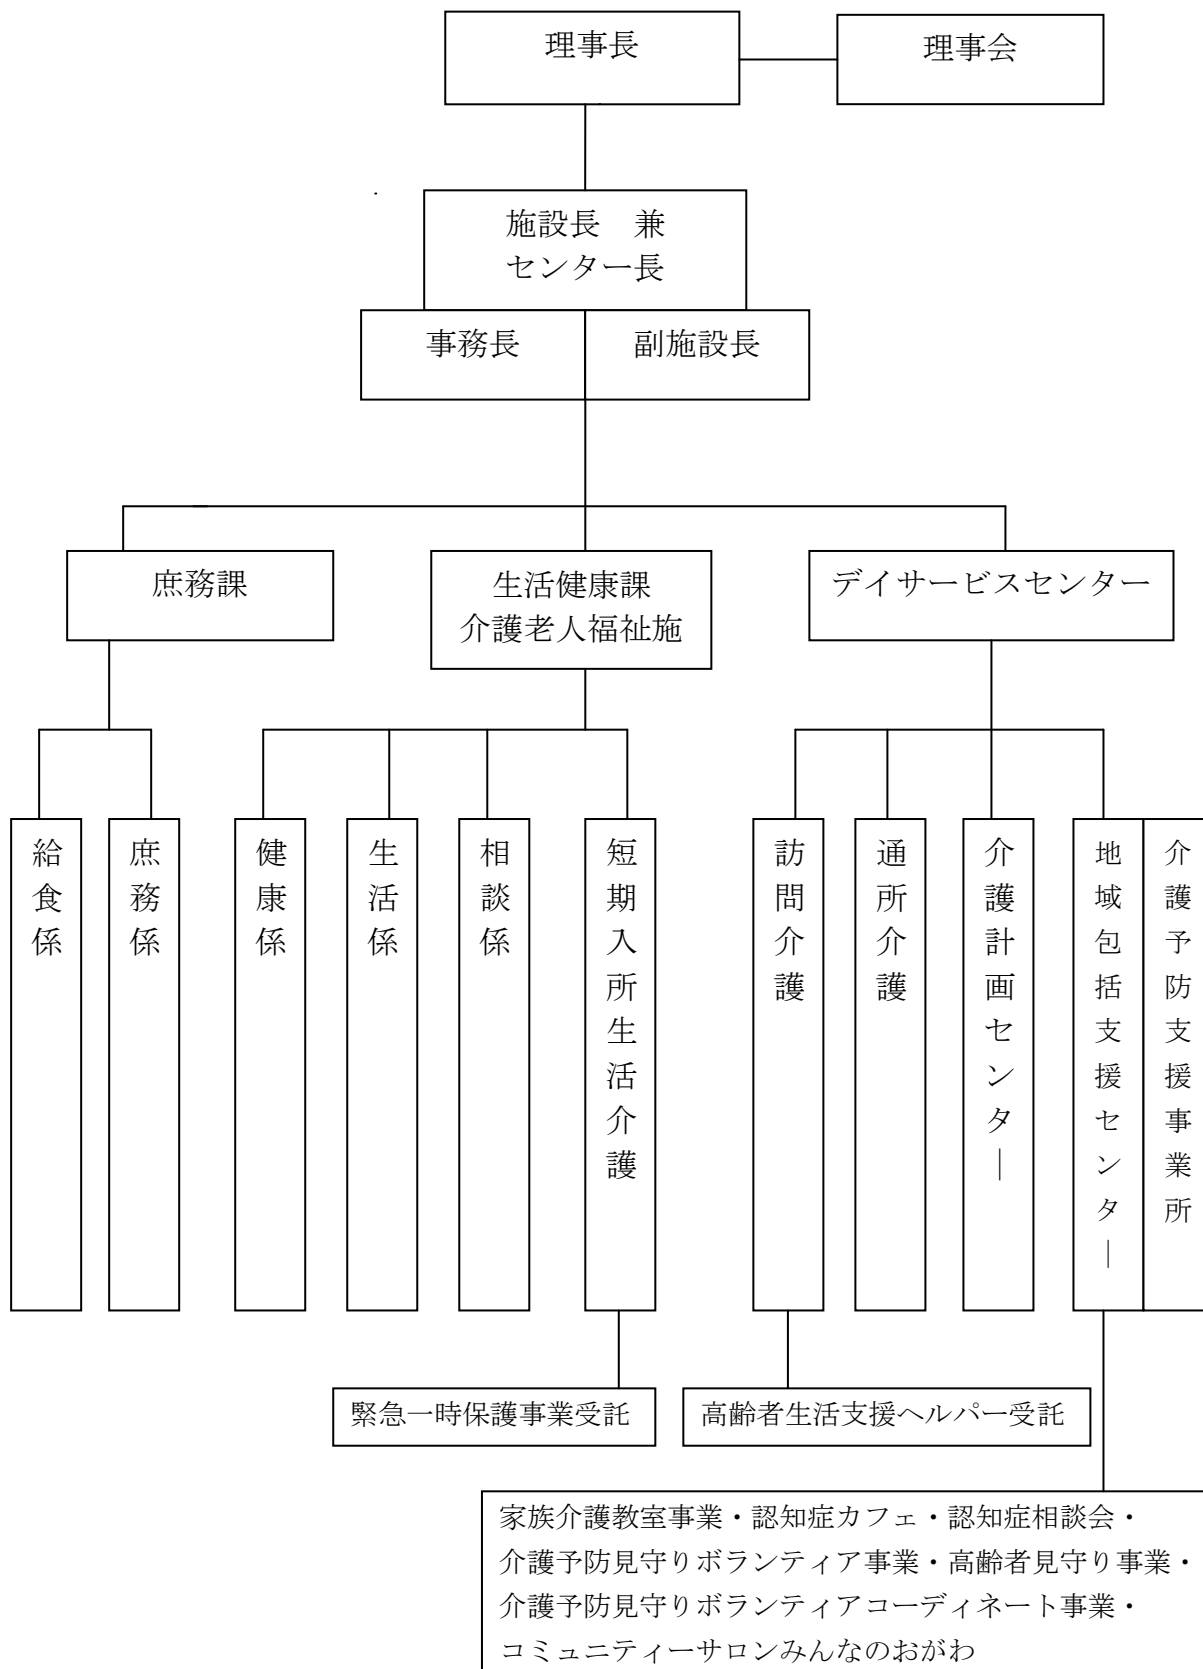 理事長
理事会
施設長　兼
センター長
事務長
副施設長
庶務課
生活健康課
介護老人福祉施
デイサービスセンター
給食係
庶務係
健康係
生活係
相談係
短期入所生活介護
訪問介護
通所介護
介護計画センター
地域包括支援センター
介護予防支援事業所
緊急一時保護事業受託
高齢者生活支援ヘルパー受託
家族介護教室事業・認知症カフェ・認知症相談会・
介護予防見守りボランティア事業・高齢者見守り事業・
介護予防見守りボランティアコーディネート事業・
コミュニティーサロンみんなのおがわ